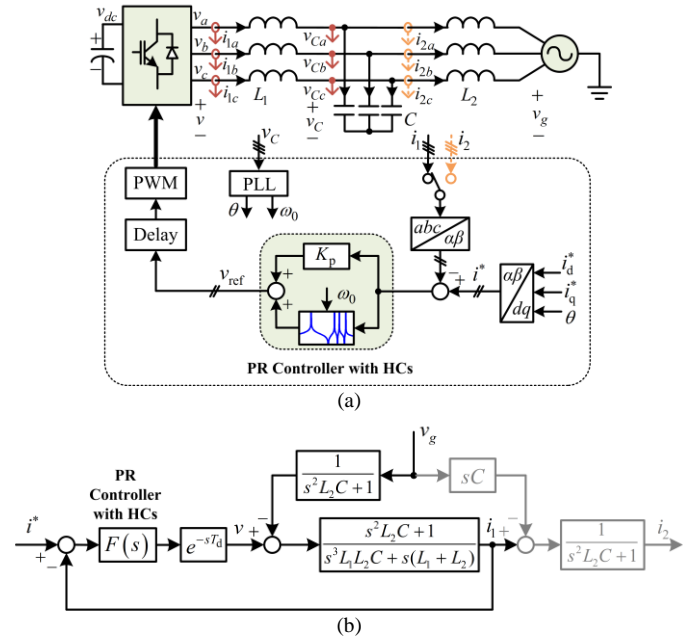 v_dc
+
−
v_a
v_b
v_c
i_1a
i_1b
i_1c
+
v
−
L_1
v_Ca
v_Cb
v_Cc
+
v_C
−
C
i_2a
i_2b
i_2c
L_2
+
v_g
−
v_C
i_1
i_2
PWM
PLL
θ
ω_0
abc
αβ
Delay
K_p
v_ref
+
+
ω_0
− +
i^*
αβ
dq
i_d^*
i_q^*
θ
PR Controller with HCs
(a)
v_g
1
s^2L_2C+1
sC
PR
Controller
with HCs
i^*
+ −
F(s)
e^{-sT_d}
v
+ −
s^2L_2C+1
s^3L_1L_2C+s(L_1+L_2)
i_1
+ −
1
s^2L_2C+1
i_2
(b)